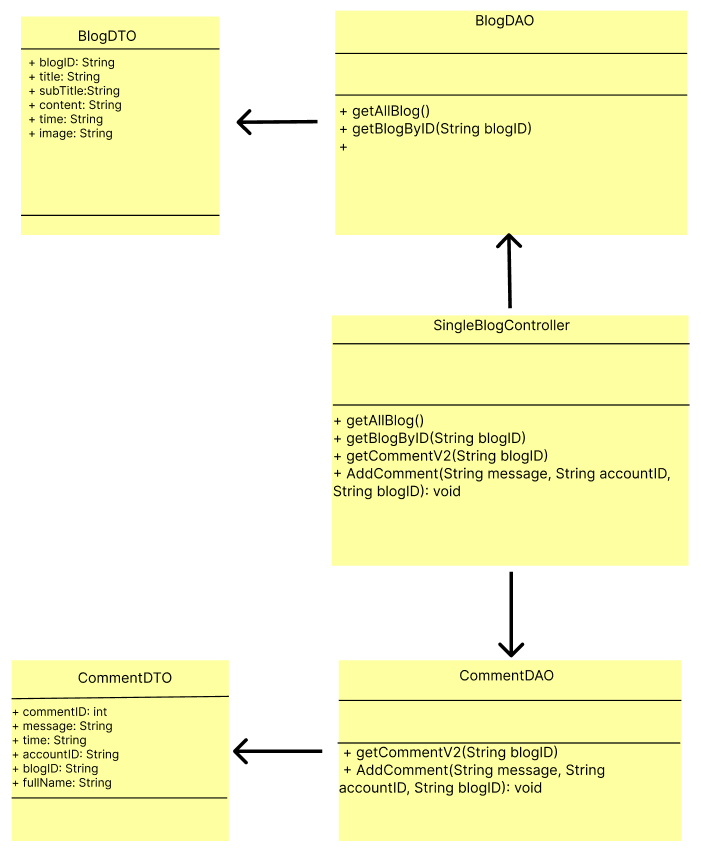 BlogDTO
+ blogID: String
+ title: String
+ subTitle:String
+ content: String
+ time: String
+ image: String
BlogDAO
+ getAllBlog()
+ getBlogByID(String blogID)
+
SingleBlogController
+ getAllBlog()
+ getBlogByID(String blogID)
+ getCommentV2(String blogID)
+ AddComment(String message, String accountID,
String blogID): void
CommentDTO
+ commentID: int
+ message: String
+ time: String
+ accountID: String
+ blogID: String
+ fullName: String
CommentDAO
+ getCommentV2(String blogID)
+ AddComment(String message, String
accountID, String blogID): void